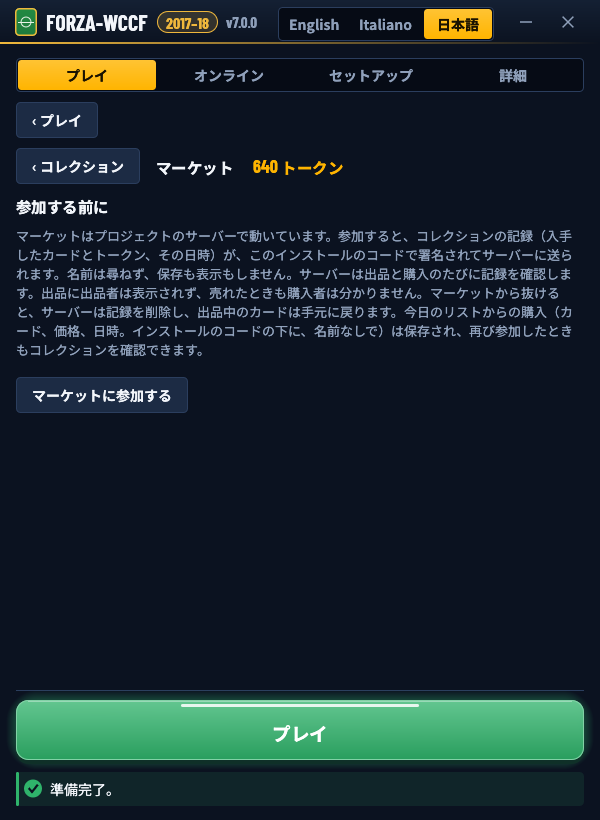 FORZA-WCCF 2017-18 v7.0.0 English Italiano 日本語
プレイ オンライン セットアップ 詳細
‹ プレイ
‹ コレクション マーケット 640 トークン
参加する前に
マーケットはプロジェクトのサーバーで動いています。参加すると、コレクションの記録（入手
したカードとトークン、その日時）が、このインストールのコードで署名されてサーバーに送ら
れます。名前は尋ねず、保存も表示もしません。サーバーは出品と購入のたびに記録を確認しま
す。出品に出品者は表示されず、売れたときも購入者は分かりません。マーケットから抜ける
と、サーバーは記録を削除し、出品中のカードは手元に戻ります。今日のリストからの購入（カ
ード、価格、日時。インストールのコードの下に、名前なしで）は保存され、再び参加したとき
もコレクションを確認できます。
マーケットに参加する
プレイ
準備完了。